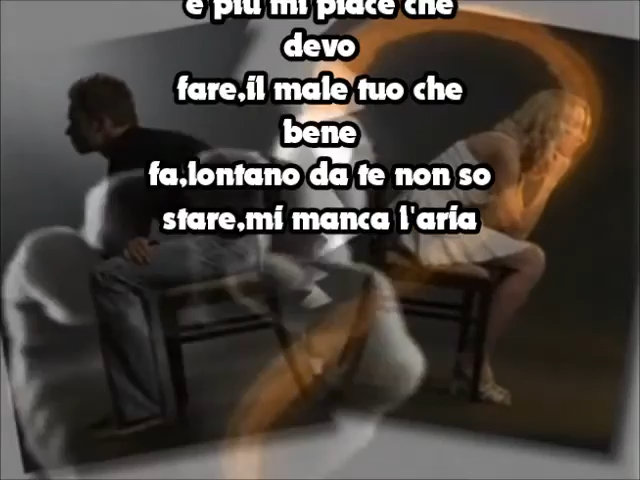 e più mi piace che
devo
fare,il male tuo che
bene
fa,lontano da te non so
stare,mi manca l'aria